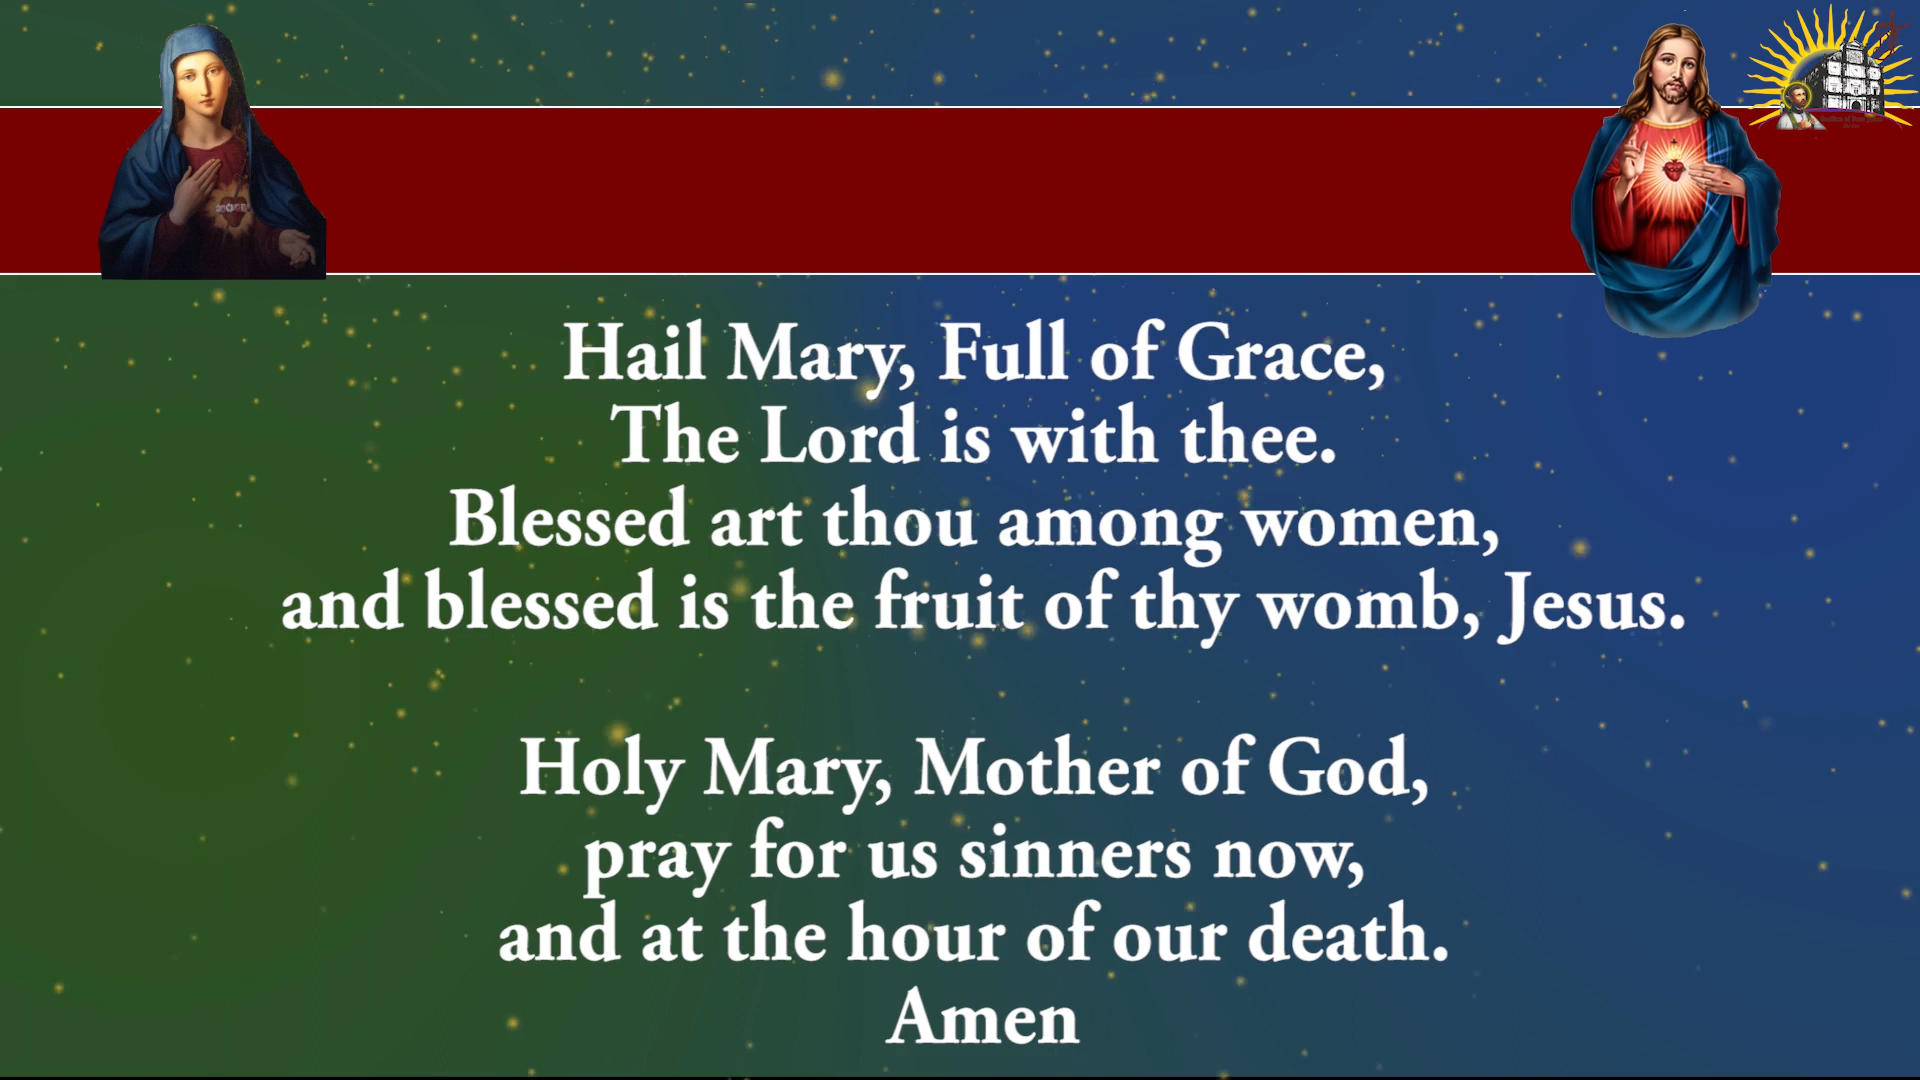 Hail Mary, Full of Grace,
The Lord is with thee.
Blessed art thou among women,
and blessed is the fruit of thy womb, Jesus.
Holy Mary, Mother of God,
pray for us sinners now,
and at the hour of our death.
Amen